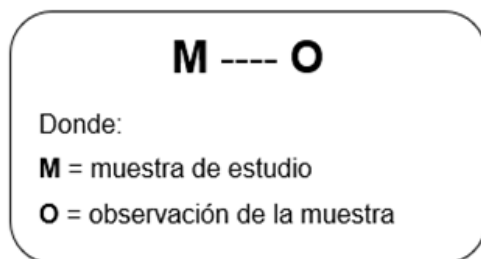 M ---- O
Donde:
M = muestra de estudio
O = observación de la muestra